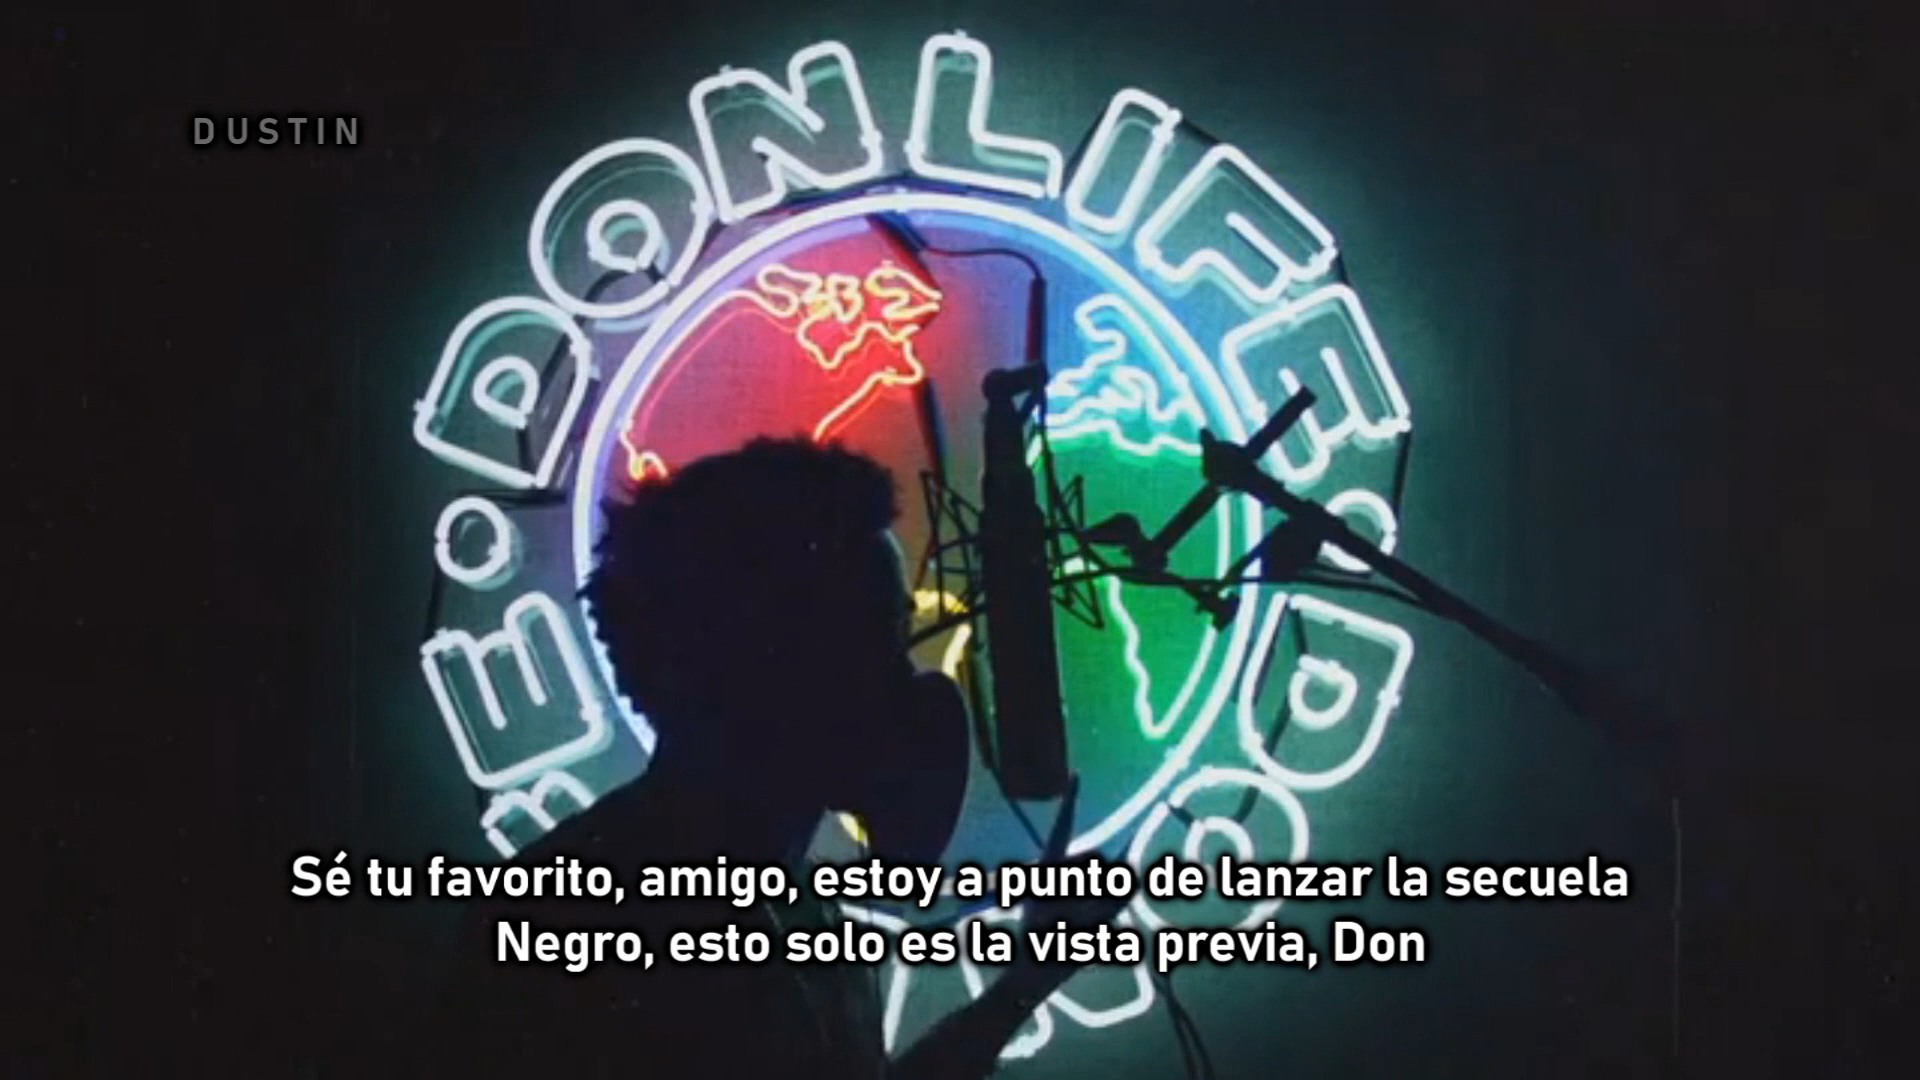 DUSTIN
DON LIFE
DON
Sé tu favorito, amigo, estoy a punto de lanzar la secuela
Negro, esto solo es la vista previa, Don